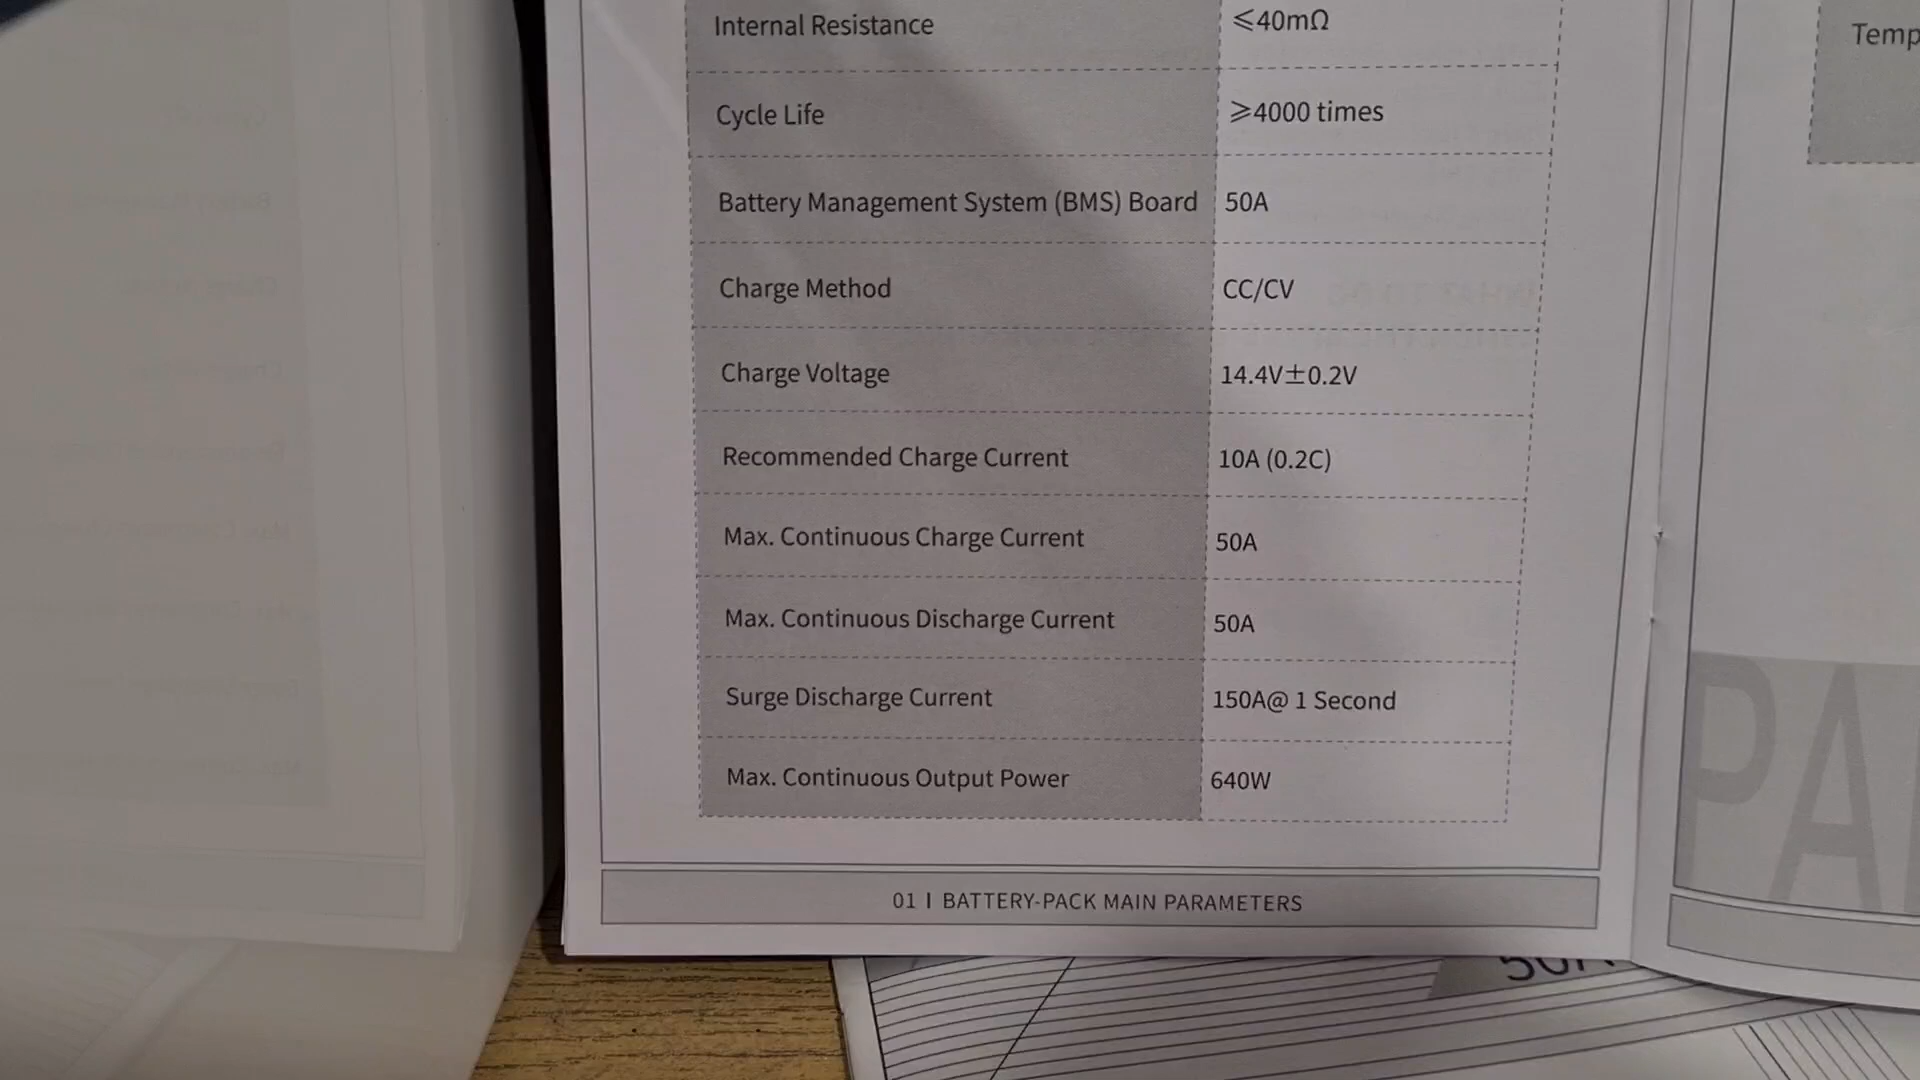 Internal Resistance ⩽40mΩ
Cycle Life ⩾4000 times
Battery Management System (BMS) Board 50A
Charge Method CC/CV
Charge Voltage 14.4V±0.2V
Recommended Charge Current 10A (0.2C)
Max. Continuous Charge Current 50A
Max. Continuous Discharge Current 50A
Surge Discharge Current 150A@ 1 Second
Max. Continuous Output Power 640W
01 I BATTERY-PACK MAIN PARAMETERS
Temp
PA